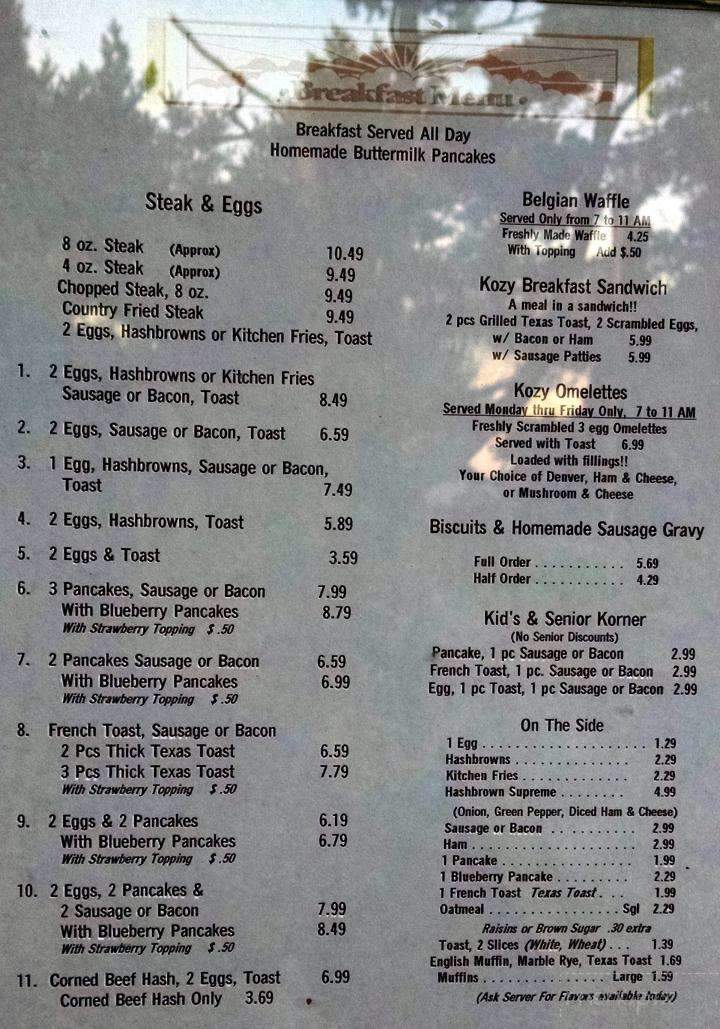 Breakfast Menu
Breakfast Served All Day
Homemade Buttermilk Pancakes
Steak & Eggs
8 oz. Steak (Approx) 10.49
4 oz. Steak (Approx) 9.49
Chopped Steak, 8 oz. 9.49
Country Fried Steak 9.49
2 Eggs, Hashbrowns or Kitchen Fries, Toast
1. 2 Eggs, Hashbrowns or Kitchen Fries
Sausage or Bacon, Toast 8.49
2. 2 Eggs, Sausage or Bacon, Toast 6.59
3. 1 Egg, Hashbrowns, Sausage or Bacon,
Toast 7.49
4. 2 Eggs, Hashbrowns, Toast 5.89
5. 2 Eggs & Toast 3.59
6. 3 Pancakes, Sausage or Bacon 7.99
With Blueberry Pancakes 8.79
With Strawberry Topping $ .50
7. 2 Pancakes Sausage or Bacon 6.59
With Blueberry Pancakes 6.99
With Strawberry Topping $ .50
8. French Toast, Sausage or Bacon
2 Pcs Thick Texas Toast 6.59
3 Pcs Thick Texas Toast 7.79
With Strawberry Topping $ .50
9. 2 Eggs & 2 Pancakes 6.19
With Blueberry Pancakes 6.79
With Strawberry Topping $ .50
10. 2 Eggs, 2 Pancakes &
2 Sausage or Bacon 7.99
With Blueberry Pancakes 8.49
With Strawberry Topping $ .50
11. Corned Beef Hash, 2 Eggs, Toast 6.99
Corned Beef Hash Only 3.69
Belgian Waffle
Served Only from 7 to 11 AM
Freshly Made Waffle 4.25
With Topping Add $.50
Kozy Breakfast Sandwich
A meal in a sandwich!!
2 pcs Grilled Texas Toast, 2 Scrambled Eggs,
w/ Bacon or Ham 5.99
w/ Sausage Patties 5.99
Kozy Omelettes
Served Monday thru Friday Only, 7 to 11 AM
Freshly Scrambled 3 egg Omelettes
Served with Toast 6.99
Loaded with fillings!!
Your Choice of Denver, Ham & Cheese,
or Mushroom & Cheese
Biscuits & Homemade Sausage Gravy
Full Order . . . . . . . . . . . 5.69
Half Order . . . . . . . . . . . 4.29
Kid's & Senior Korner
(No Senior Discounts)
Pancake, 1 pc Sausage or Bacon 2.99
French Toast, 1 pc. Sausage or Bacon 2.99
Egg, 1 pc Toast, 1 pc Sausage or Bacon 2.99
On The Side
1 Egg . . . . . . . . . . . . . . . . . . . . 1.29
Hashbrowns . . . . . . . . . . . . . . 2.29
Kitchen Fries . . . . . . . . . . . . . 2.29
Hashbrown Supreme . . . . . . . . 4.99
(Onion, Green Pepper, Diced Ham & Cheese)
Sausage or Bacon . . . . . . . . . . 2.99
Ham . . . . . . . . . . . . . . . . . . . . 2.99
1 Pancake . . . . . . . . . . . . . . . . 1.99
1 Blueberry Pancake . . . . . . . . 2.29
1 French Toast Texas Toast . . . 1.99
Oatmeal . . . . . . . . . . . . . . . . Sgl 2.29
Raisins or Brown Sugar .30 extra
Toast, 2 Slices (White, Wheat) . . . 1.39
English Muffin, Marble Rye, Texas Toast 1.69
Muffins . . . . . . . . . . . . . . . Large 1.59
(Ask Server For Flavors available today)